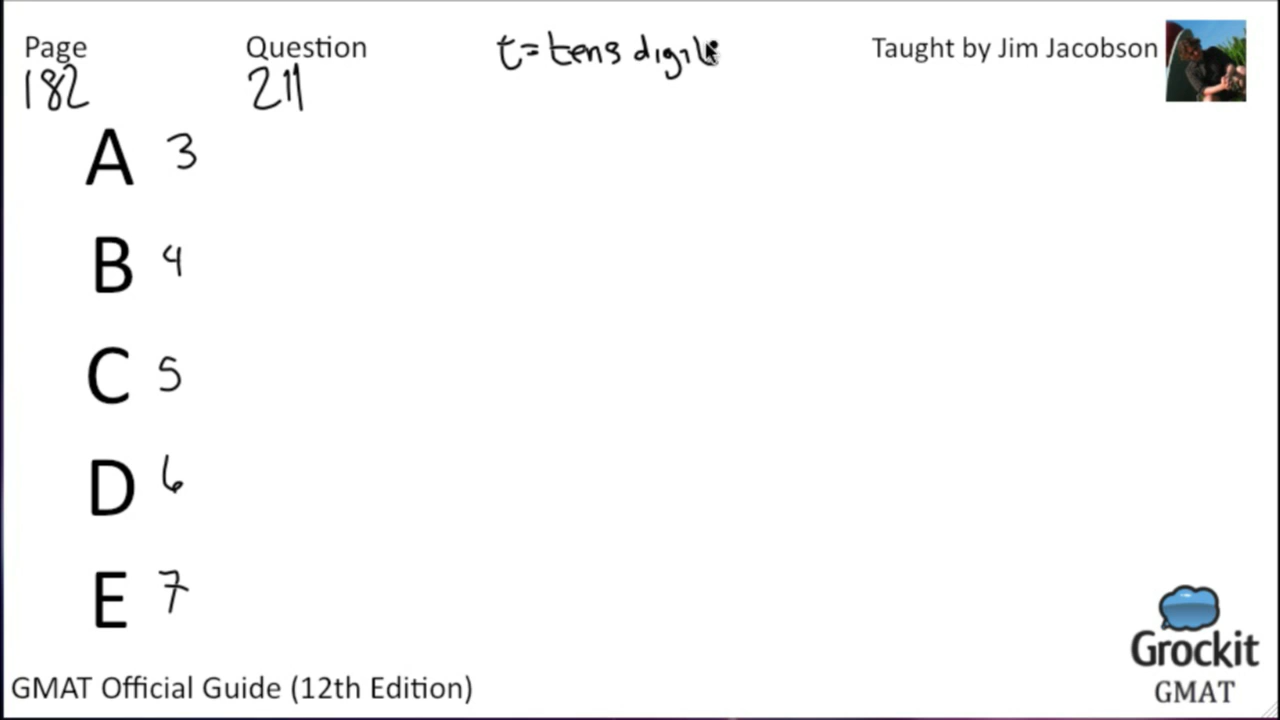 Page Question t = tens digit Taught by Jim Jacobson
182 211
A 3
B 4
C 5
D 6
E 7
Grockit
GMAT
GMAT Official Guide (12th Edition)